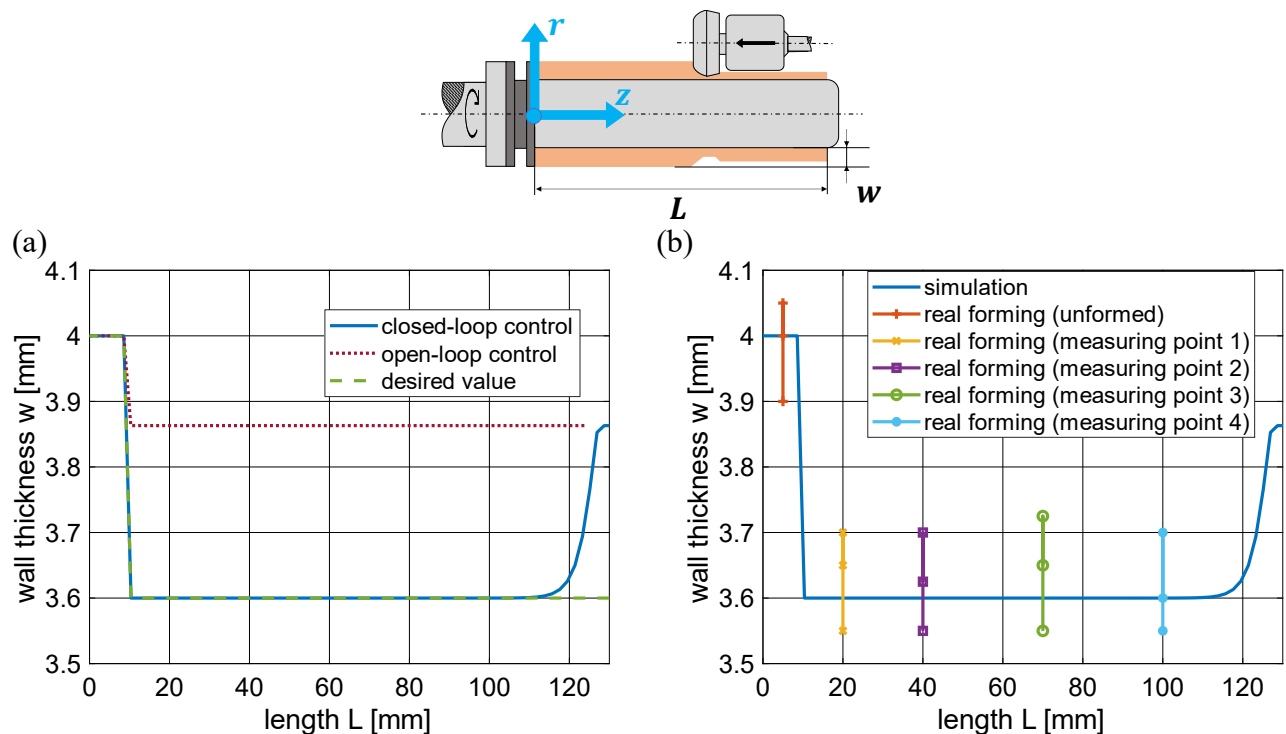 r
z
L
w
(a)
(b)
4.1
4
3.9
3.8
3.7
3.6
3.5
wall thickness w [mm]
closed-loop control
open-loop control
desired value
0 20 40 60 80 100 120
length L [mm]
4.1
4
3.9
3.8
3.7
3.6
3.5
wall thickness w [mm]
simulation
real forming (unformed)
real forming (measuring point 1)
real forming (measuring point 2)
real forming (measuring point 3)
real forming (measuring point 4)
0 20 40 60 80 100 120
length L [mm]